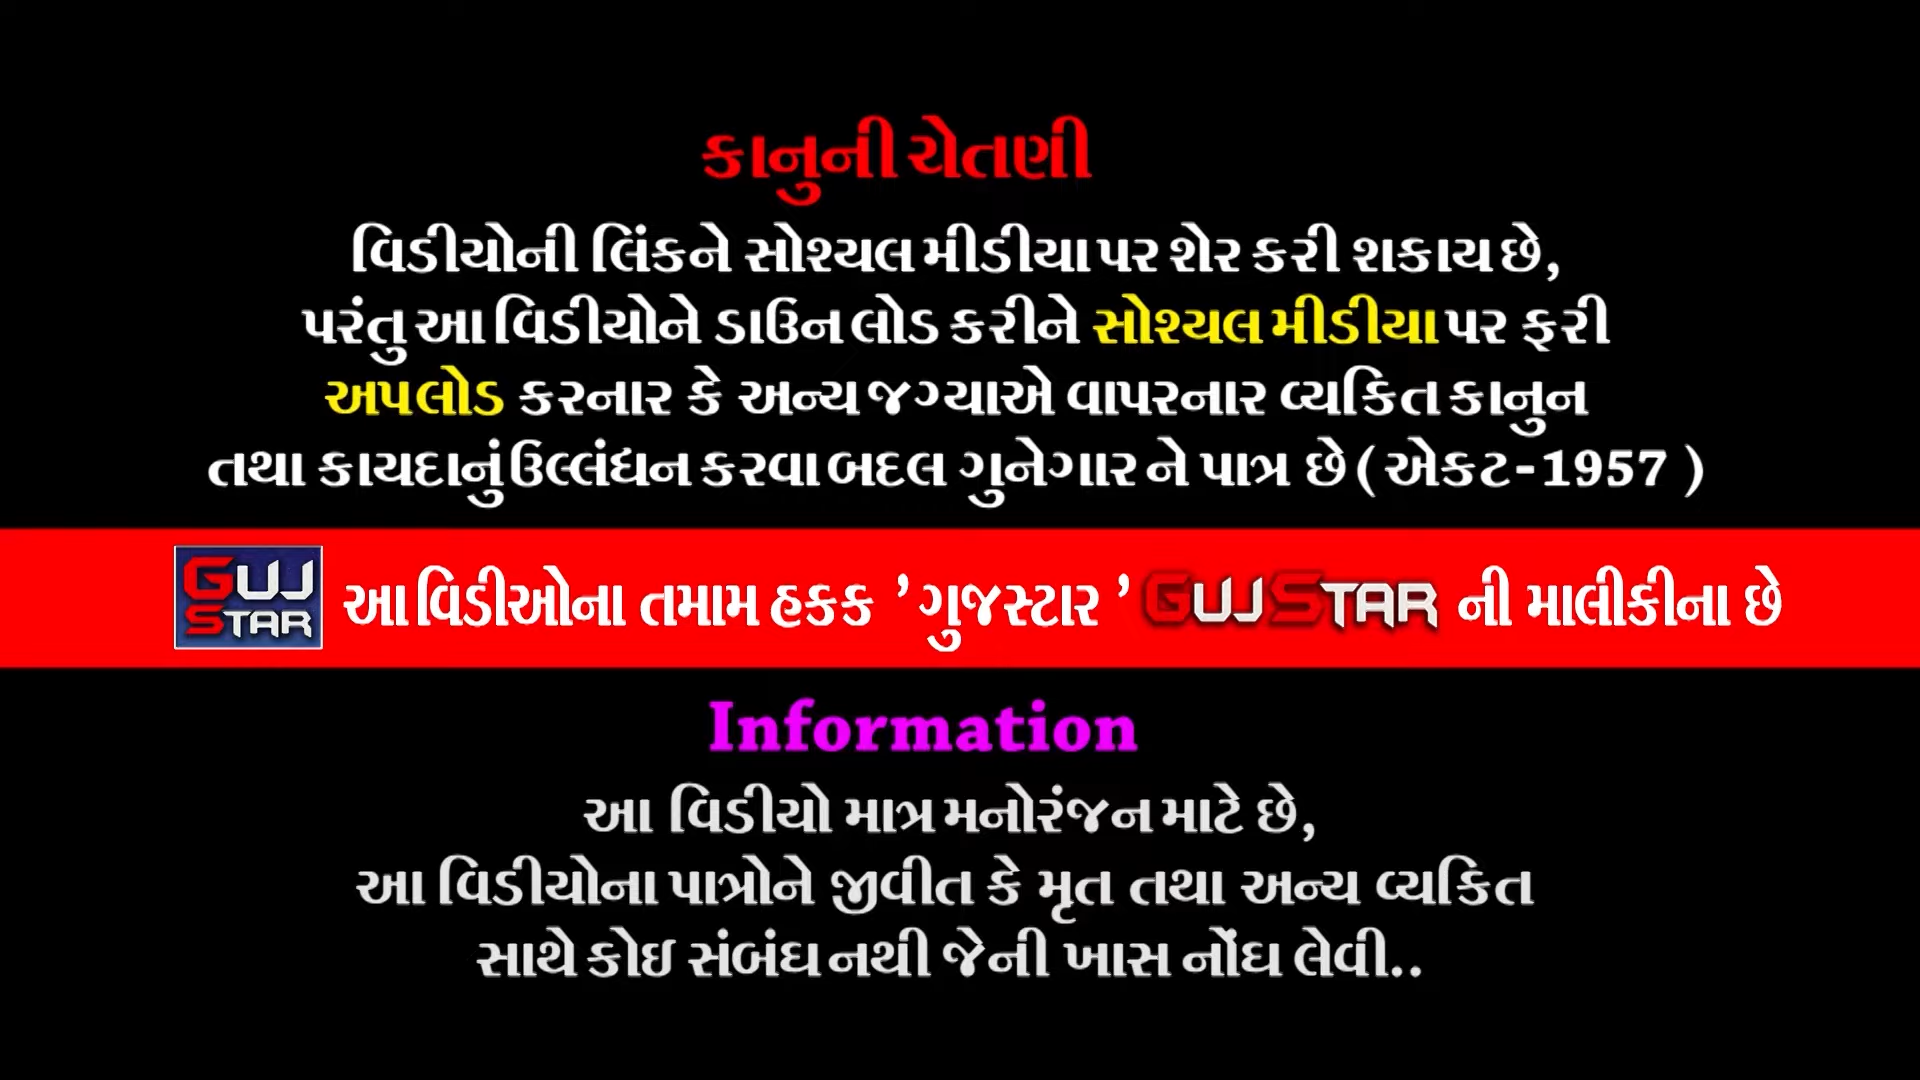 કાનુની ચેતણી
વિડીયોની લિંકને સોશ્યલ મીડીયા પર શેર કરી શકાય છે,
પરંતુ આ વિડીયોને ડાઉન લોડ કરીને સોશ્યલ મીડીયા પર ફરી
અપલોડ કરનાર કે અન્ય જગ્યાએ વાપરનાર વ્યકિત કાનુન
તથા કાયદાનું ઉલ્લંઘન કરવા બદલ ગુનેગાર ને પાત્ર છે ( એકટ-1957 )
GUJ STAR આ વિડીઓના તમામ હકક ’ ગુજસ્ટાર ’ GUJ STAR ની માલીકીના છે
Information
આ વિડીયો માત્ર મનોરંજન માટે છે,
આ વિડીયોના પાત્રોને જીવીત કે મૃત તથા અન્ય વ્યકિત
સાથે કોઇ સંબંઘ નથી જેની ખાસ નોંઘ લેવી..